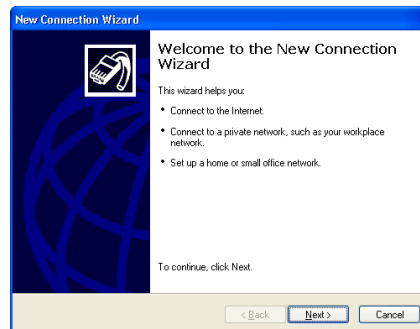 New Connection Wizard
Welcome to the New Connection
Wizard
This wizard helps you:
• Connect to the Internet.
• Connect to a private network, such as your workplace
network.
• Set up a home or small office network.
To continue, click Next.
< Back
Next >
Cancel